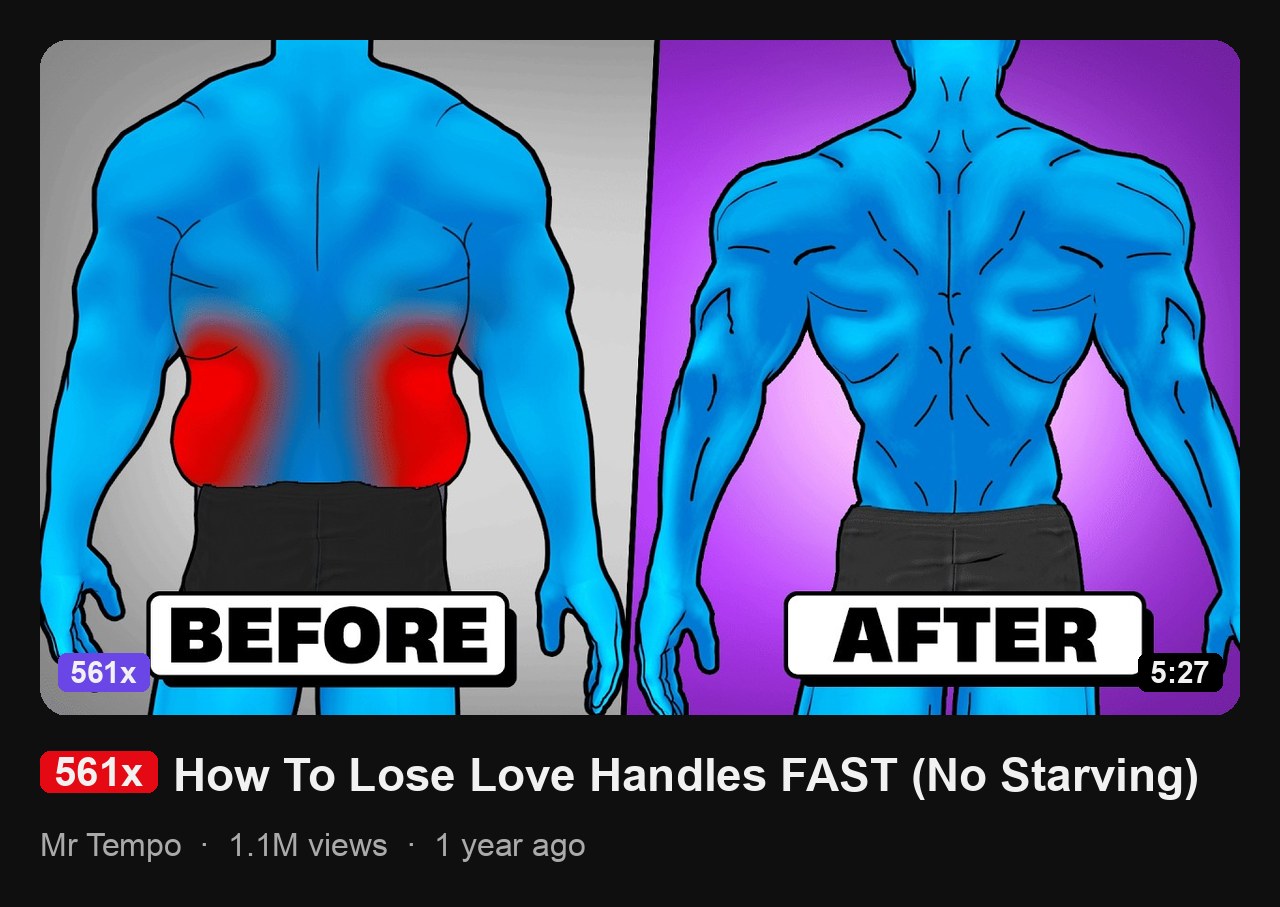 BEFORE
AFTER
561x
5:27
561x How To Lose Love Handles FAST (No Starving)
Mr Tempo · 1.1M views · 1 year ago